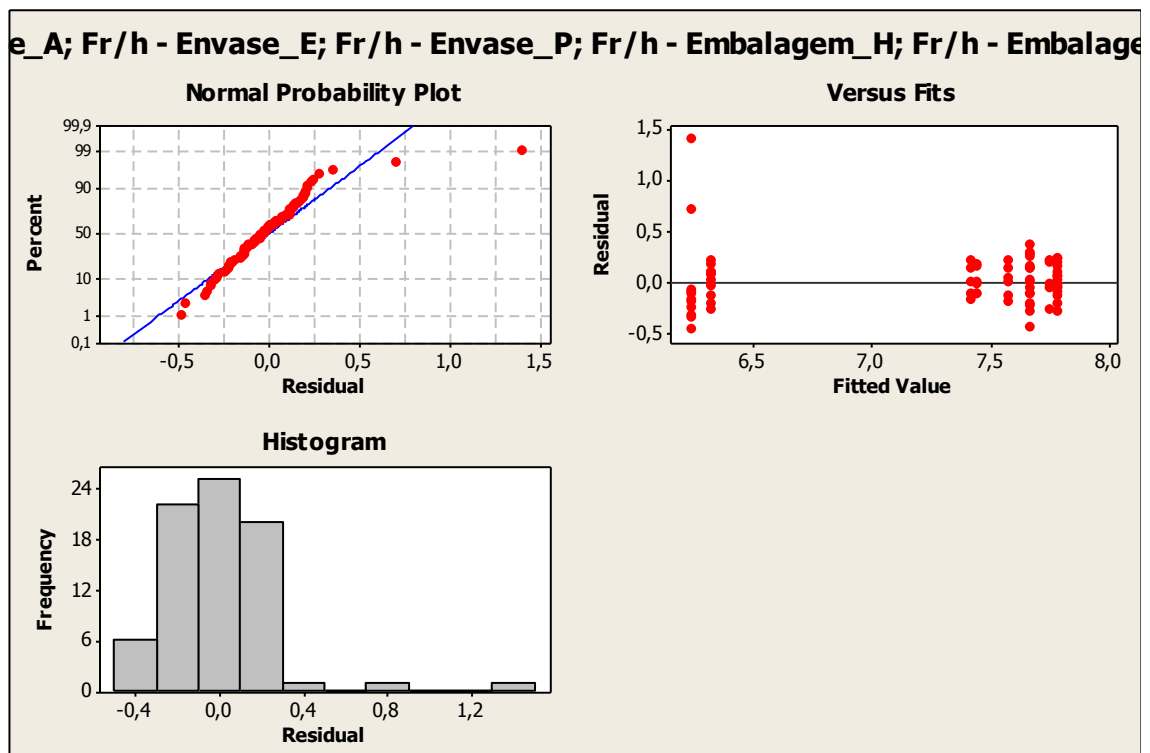 e_A; Fr/h - Envase_E; Fr/h - Envase_P; Fr/h - Embalagem_H; Fr/h - Embalage
Normal Probability Plot
99,9
99
90
50
10
1
0,1
Percent
-0,5 0,0 0,5 1,0 1,5
Residual
Versus Fits
1,5
1,0
0,5
0,0
-0,5
Residual
6,5 7,0 7,5 8,0
Fitted Value
Histogram
24
18
12
6
0
Frequency
-0,4 0,0 0,4 0,8 1,2
Residual